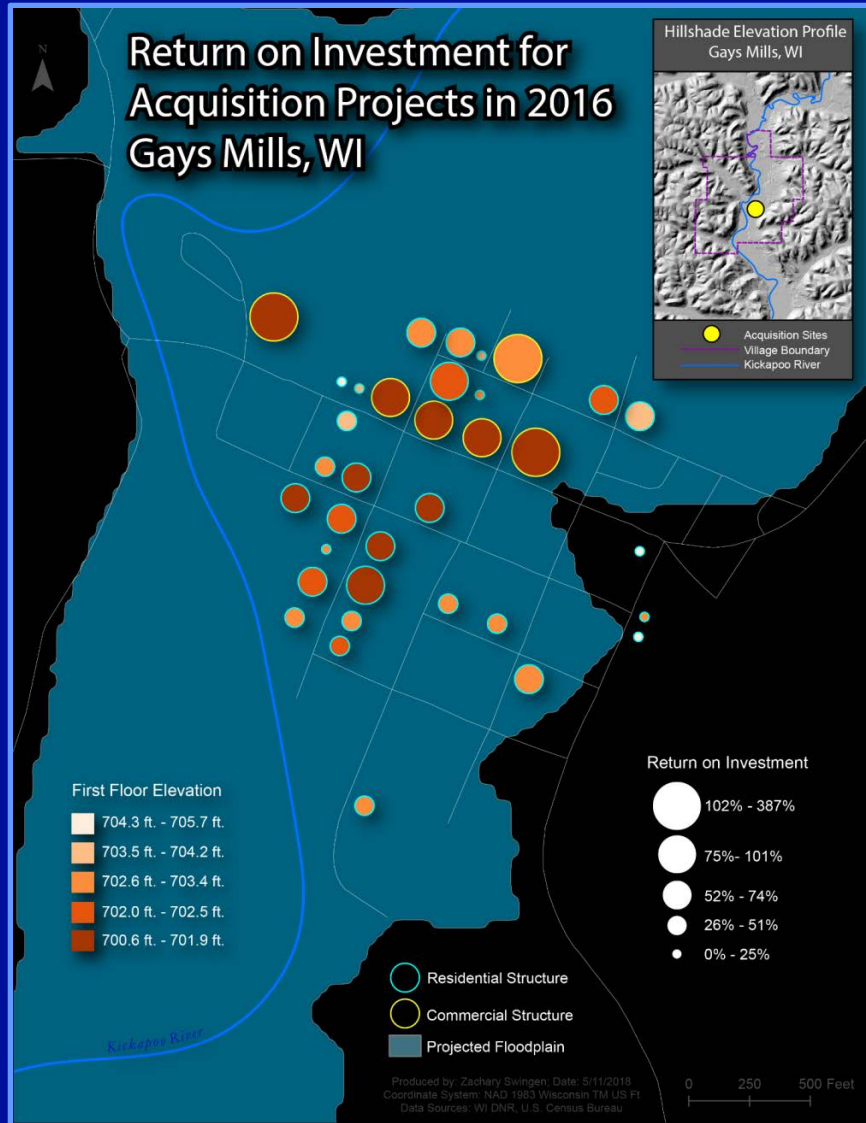 N
Return on Investment for
Acquisition Projects in 2016
Gays Mills, WI
Hillshade Elevation Profile
Gays Mills, WI
Acquisition Sites
Village Boundary
Kickapoo River
First Floor Elevation
704.3 ft. - 705.7 ft.
703.5 ft. - 704.2 ft.
702.6 ft. - 703.4 ft.
702.0 ft. - 702.5 ft.
700.6 ft. - 701.9 ft.
Return on Investment
102% - 387%
75%- 101%
52% - 74%
26% - 51%
0% - 25%
Residential Structure
Commercial Structure
Projected Floodplain
Kickapoo River
Produced by: Zachary Swingen; Date: 5/11/2018
Coordinate System: NAD 1983 Wisconsin TM US Ft
Data Sources: WI DNR, U.S. Census Bureau
0 250 500 Feet